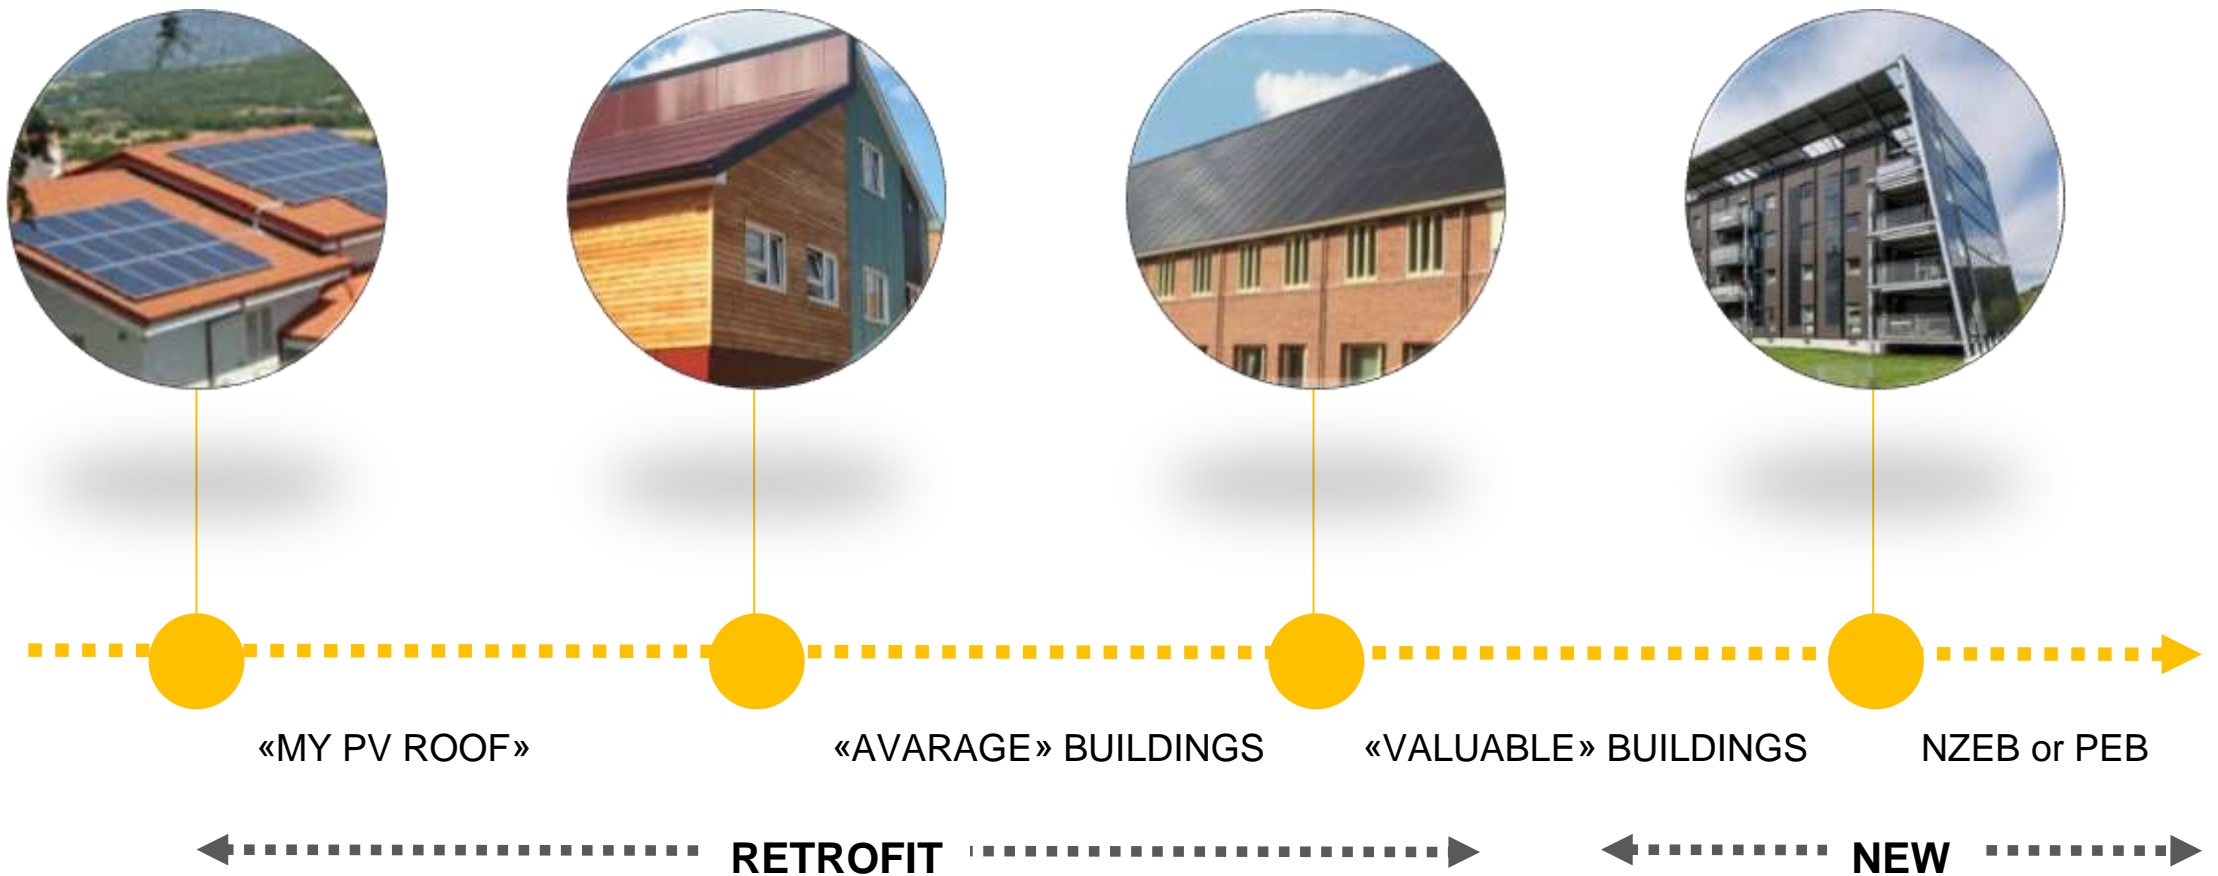 «MY PV ROOF»
«AVARAGE» BUILDINGS
«VALUABLE» BUILDINGS
NZEB or PEB
RETROFIT
NEW